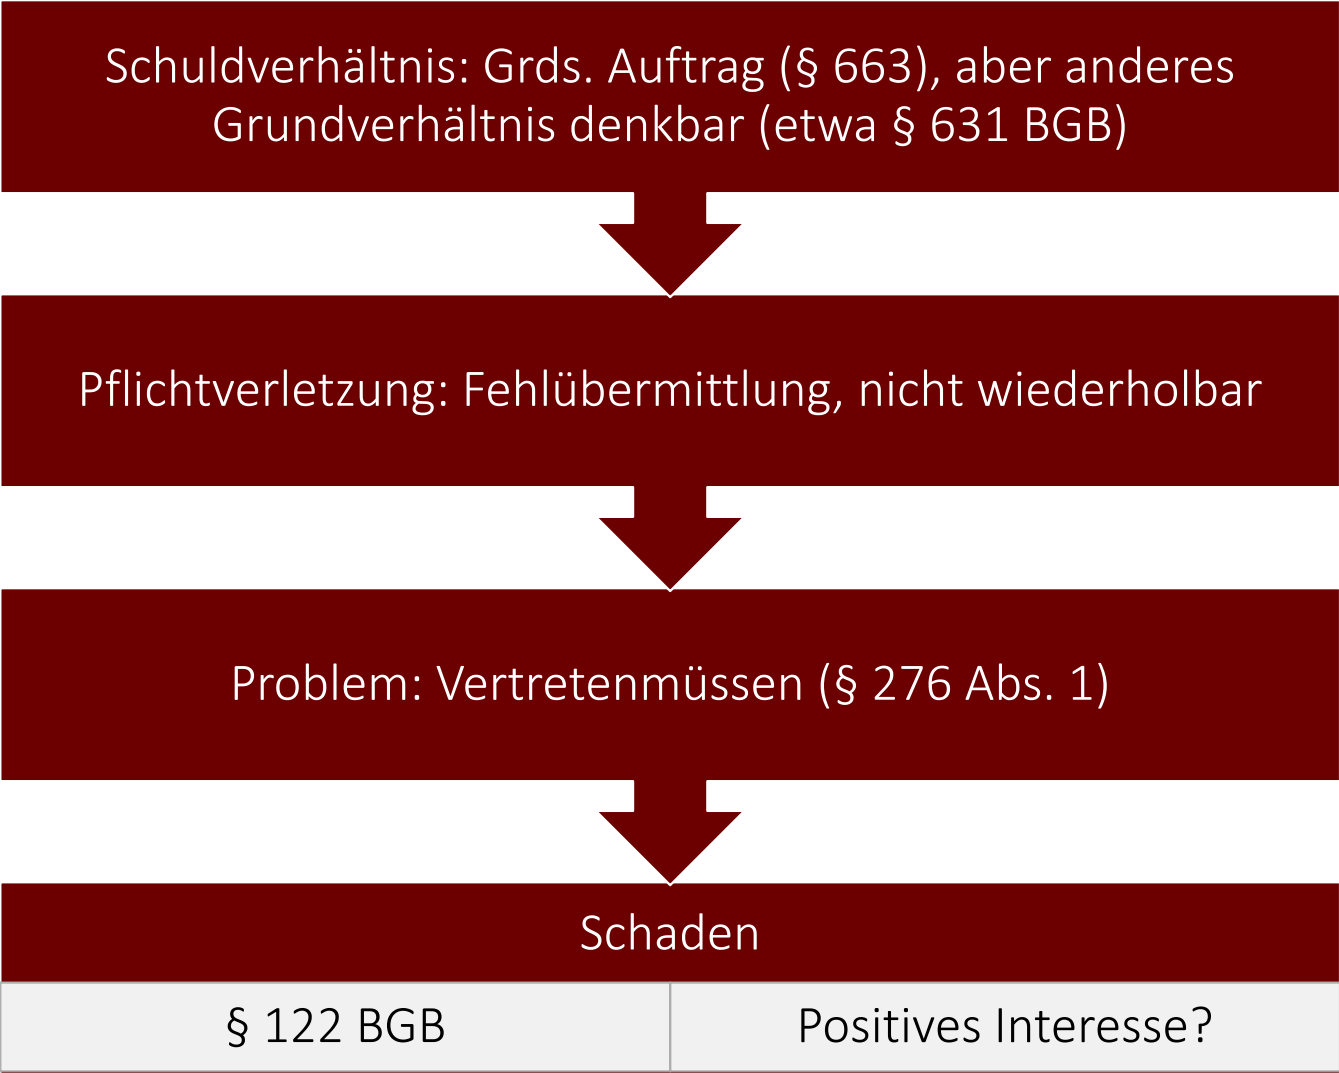 Schuldverhältnis: Grds. Auftrag (§ 663), aber anderes
Grundverhältnis denkbar (etwa § 631 BGB)
Pflichtverletzung: Fehlübermittlung, nicht wiederholbar
Problem: Vertretenmüssen (§ 276 Abs. 1)
Schaden
§ 122 BGB
Positives Interesse?